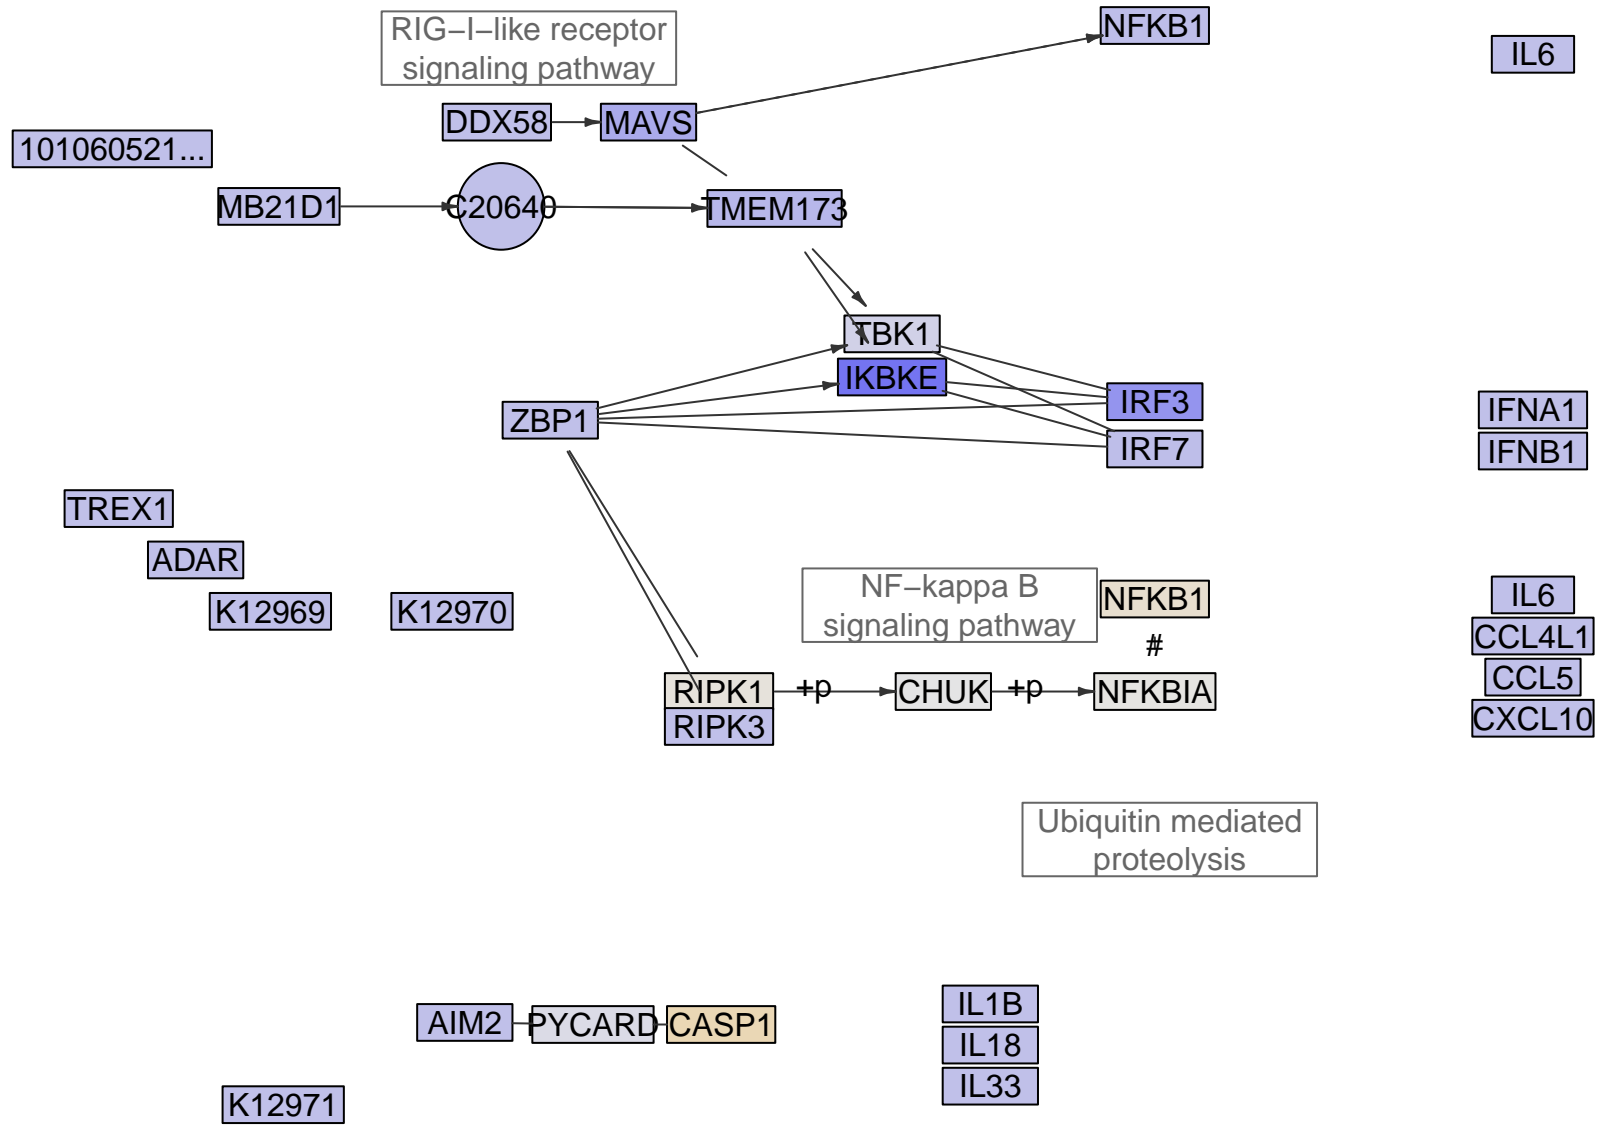 RIG−I−like receptor
signaling pathway
NFKB1
IL6
DDX58
MAVS
101060521...
MB21D1
C20640
TMEM173
TBK1
IKBKE
IRF3
ZBP1
IRF7
IFNA1
IFNB1
TREX1
ADAR
K12969
K12970
NF−kappa B
signaling pathway
NFKB1
#
IL6
CCL4L1
CCL5
CXCL10
RIPK1
+p
CHUK
+p
NFKBIA
RIPK3
Ubiquitin mediated
proteolysis
AIM2
PYCARD
CASP1
IL1B
IL18
IL33
K12971